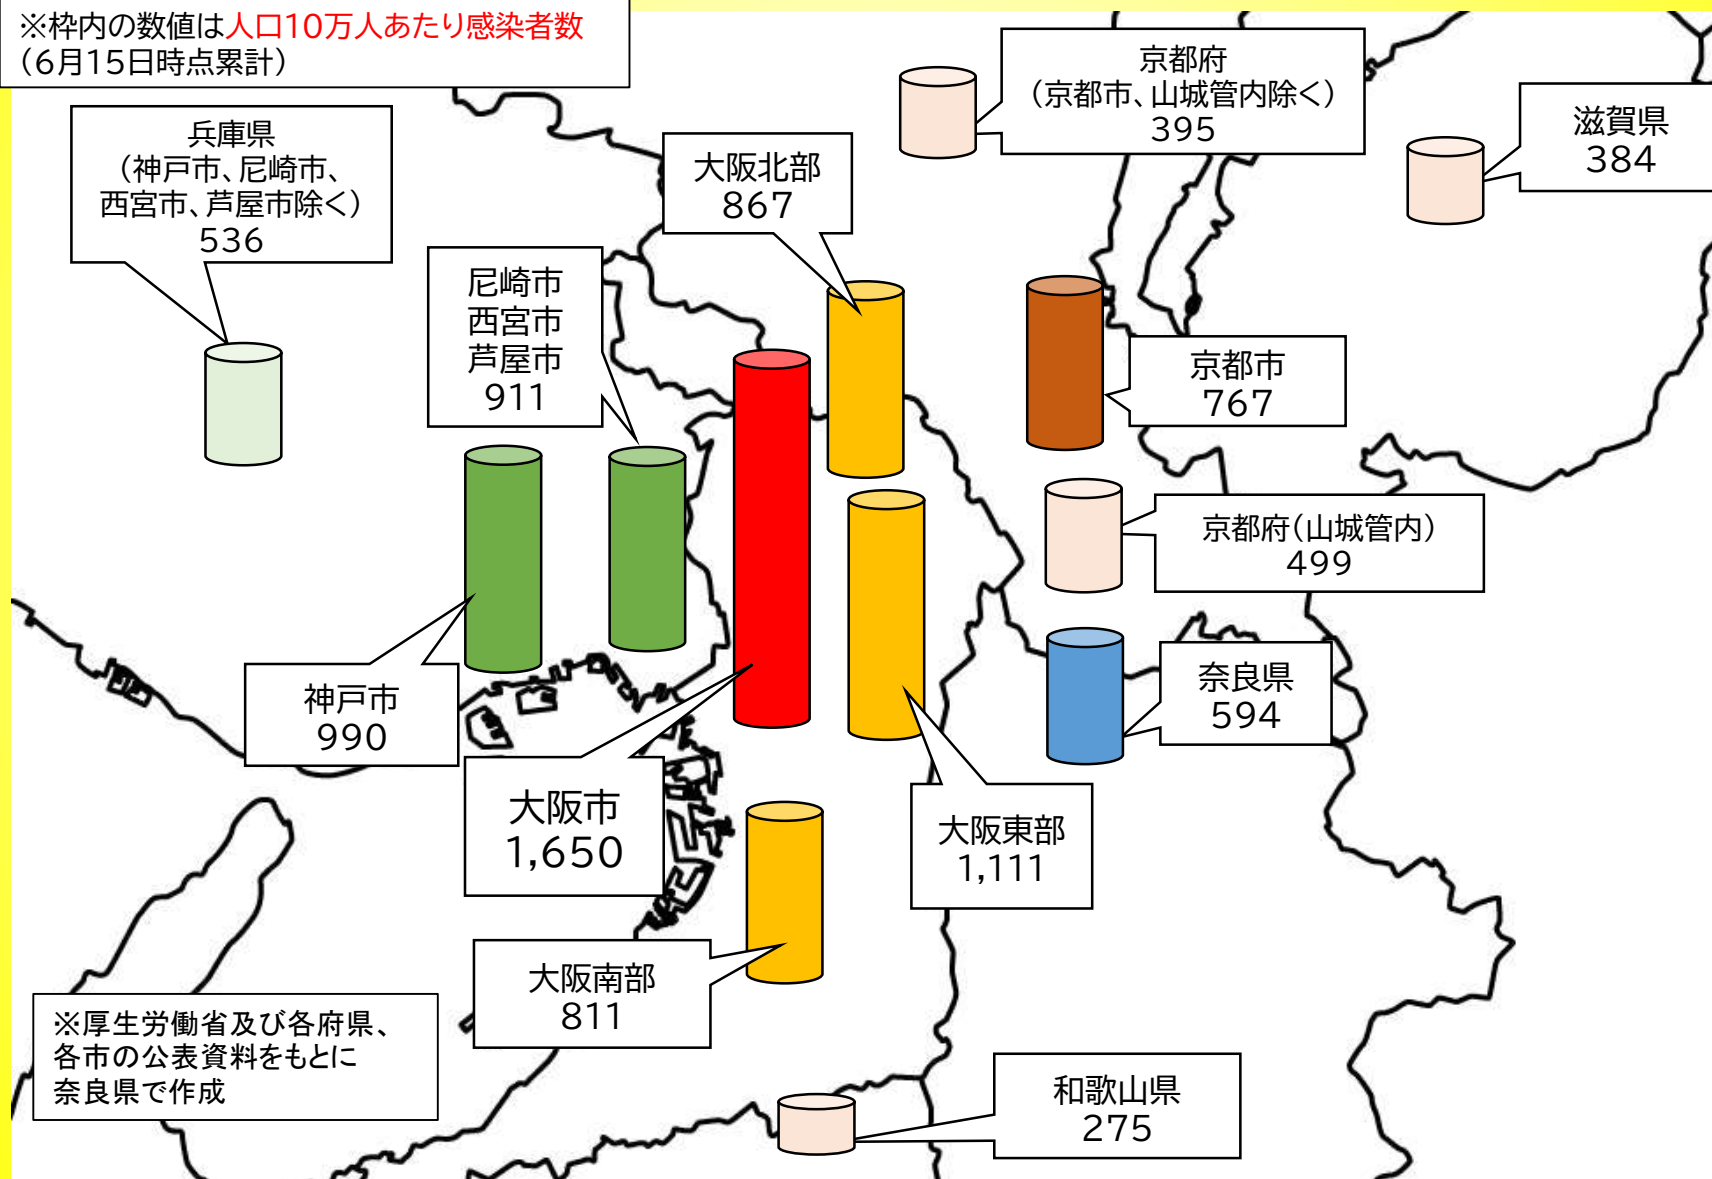 ※枠内の数値は人口10万人あたり感染者数
(6月15日時点累計)
京都府
(京都市、山城管内除く)
395
滋賀県
384
兵庫県
(神戸市、尼崎市、
西宮市、芦屋市除く)
536
大阪北部
867
尼崎市
西宮市
芦屋市
911
京都市
767
京都府(山城管内)
499
神戸市
990
奈良県
594
大阪市
1,650
大阪東部
1,111
大阪南部
811
※厚生労働省及び各府県、
各市の公表資料をもとに
奈良県で作成
和歌山県
275